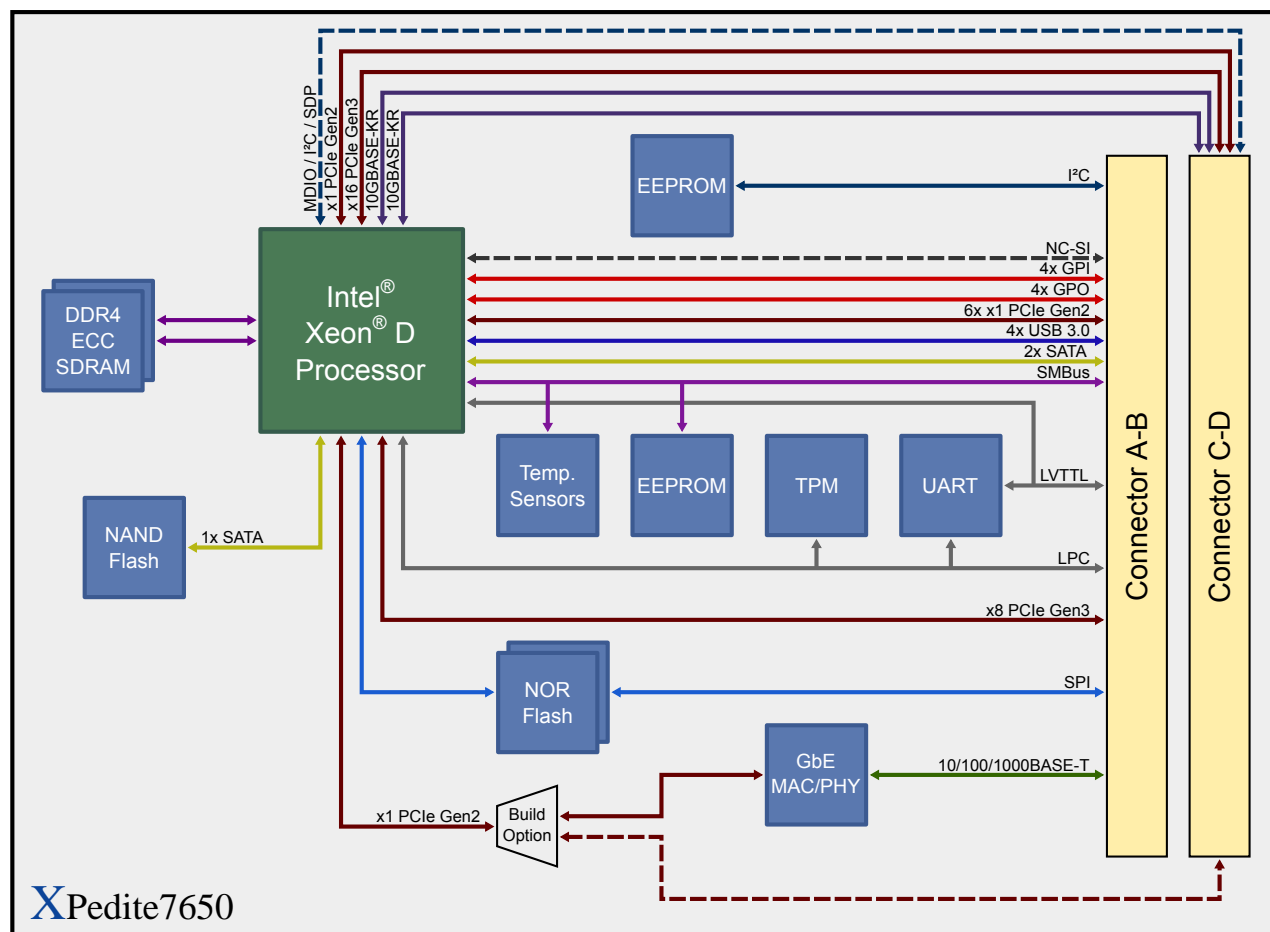 MDIO / I²C / SDP
x1 PCIe Gen2
x16 PCIe Gen3
10GBASE-KR
10GBASE-KR
EEPROM
I²C
NC-SI
4x GPI
4x GPO
6x x1 PCIe Gen2
4x USB 3.0
2x SATA
SMBus
DDR4
ECC
SDRAM
Intel®
Xeon® D
Processor
Connector A-B
Connector C-D
Temp.
Sensors
EEPROM
TPM
UART
LVTTL
NAND
Flash
1x SATA
LPC
x8 PCIe Gen3
NOR
Flash
SPI
GbE
MAC/PHY
10/100/1000BASE-T
x1 PCIe Gen2
Build
Option
XPedite7650